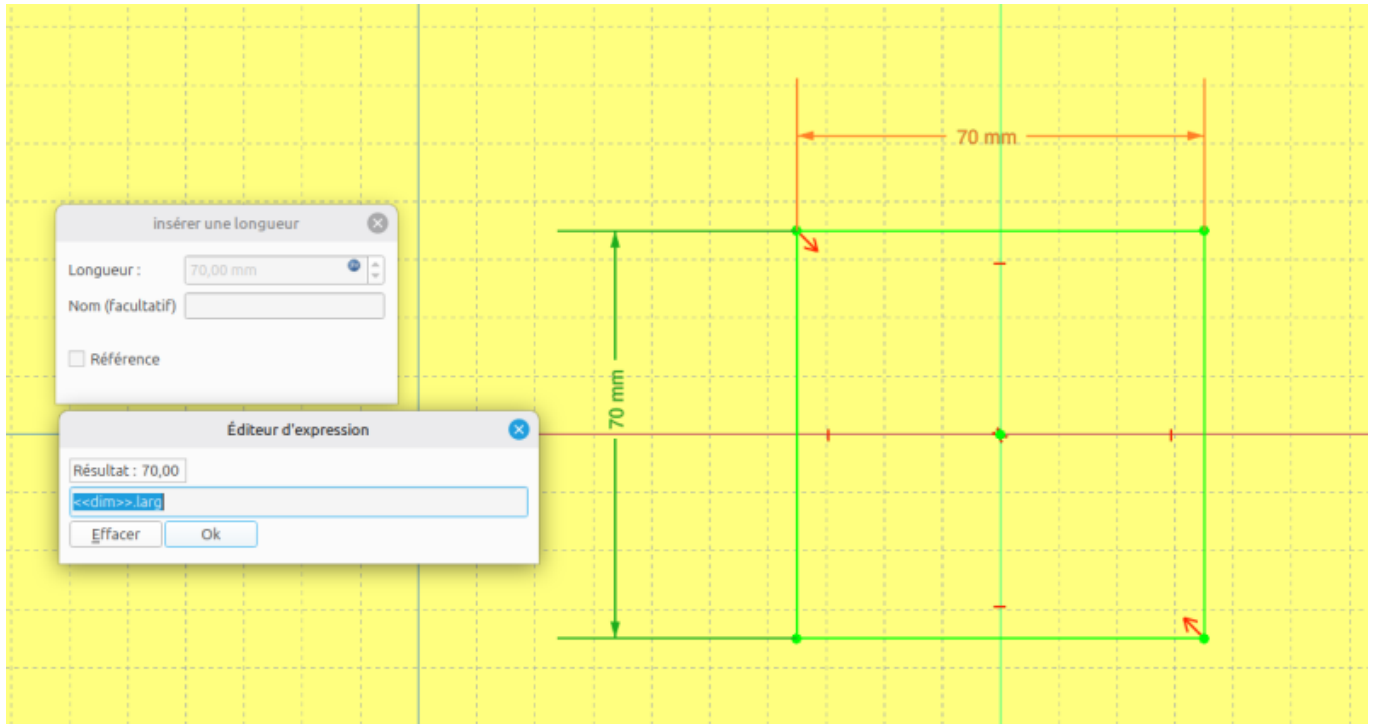 70 mm
insérer une longueur
Longueur : 70,00 mm
Nom (facultatif)
Référence
70 mm
Éditeur d'expression
Résultat : 70,00
<<dim>>.larg
Effacer Ok